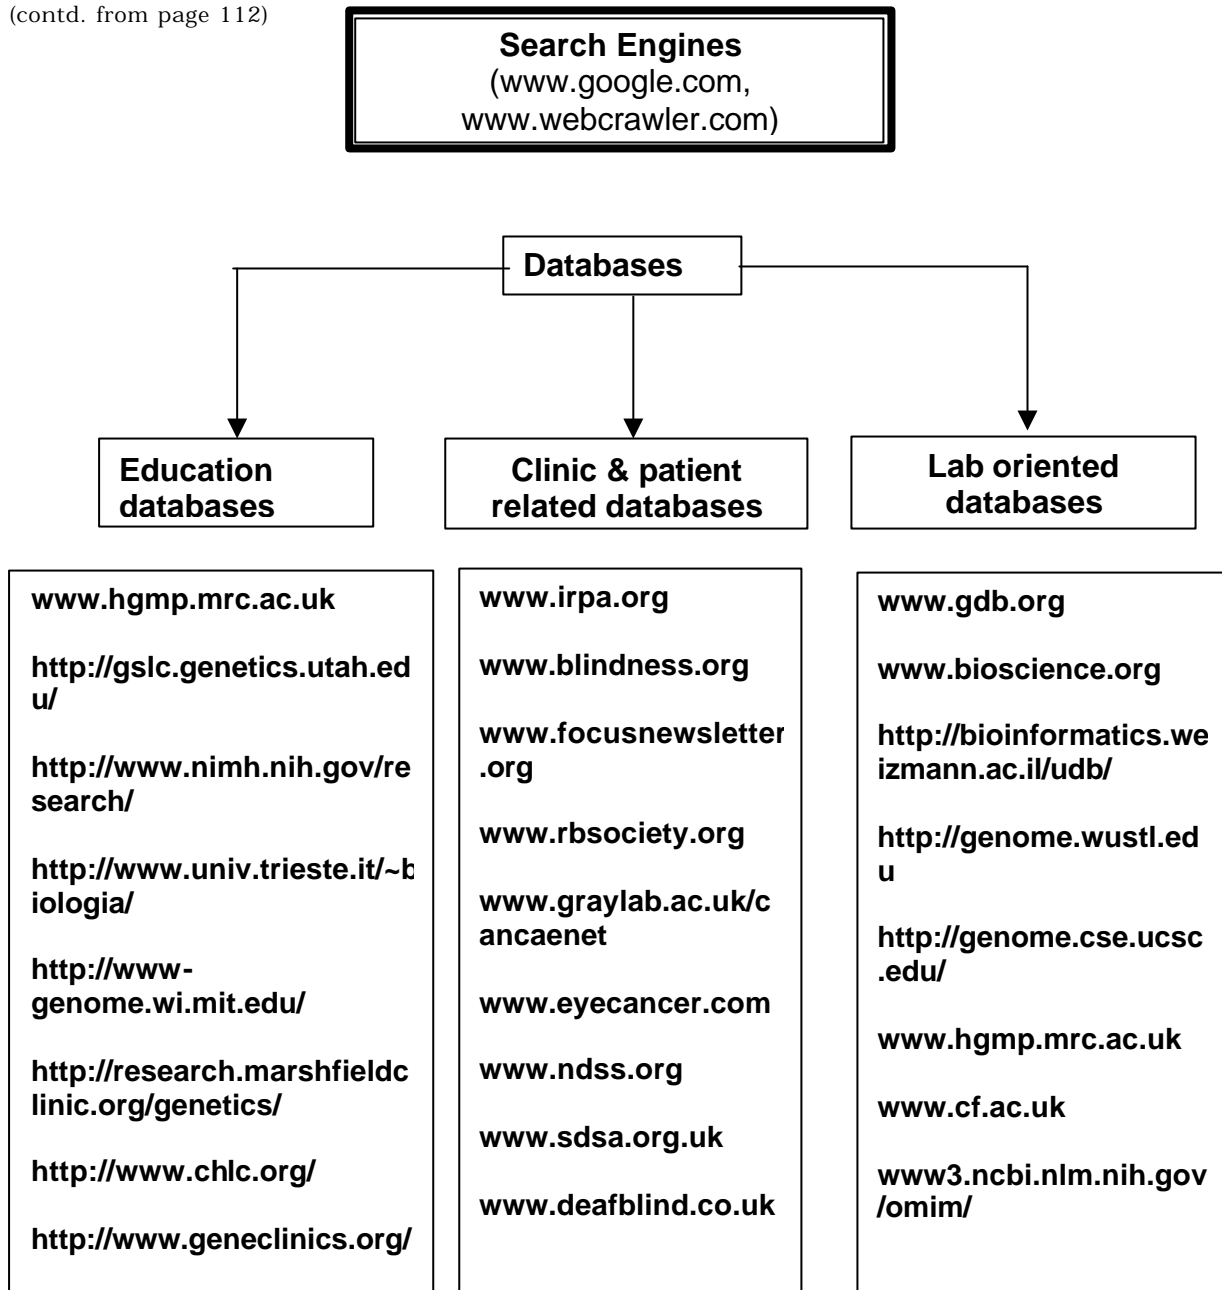 (contd. from page 112)
Search Engines
(www.google.com,
www.webcrawler.com)
Databases
Education
databases
Clinic & patient
related databases
Lab oriented
databases
www.hgmp.mrc.ac.uk
http://gslc.genetics.utah.ed
u/
http://www.nimh.nih.gov/re
search/
http://www.univ.trieste.it/~b
iologia/
http://www-
genome.wi.mit.edu/
http://research.marshfieldc
linic.org/genetics/
http://www.chlc.org/
http://www.geneclinics.org/
www.irpa.org
www.blindness.org
www.focusnewsletter
.org
www.rbsociety.org
www.graylab.ac.uk/c
ancaenet
www.eyecancer.com
www.ndss.org
www.sdsa.org.uk
www.deafblind.co.uk
www.gdb.org
www.bioscience.org
http://bioinformatics.we
izmann.ac.il/udb/
http://genome.wustl.ed
u
http://genome.cse.ucsc
.edu/
www.hgmp.mrc.ac.uk
www.cf.ac.uk
www3.ncbi.nlm.nih.gov
/omim/